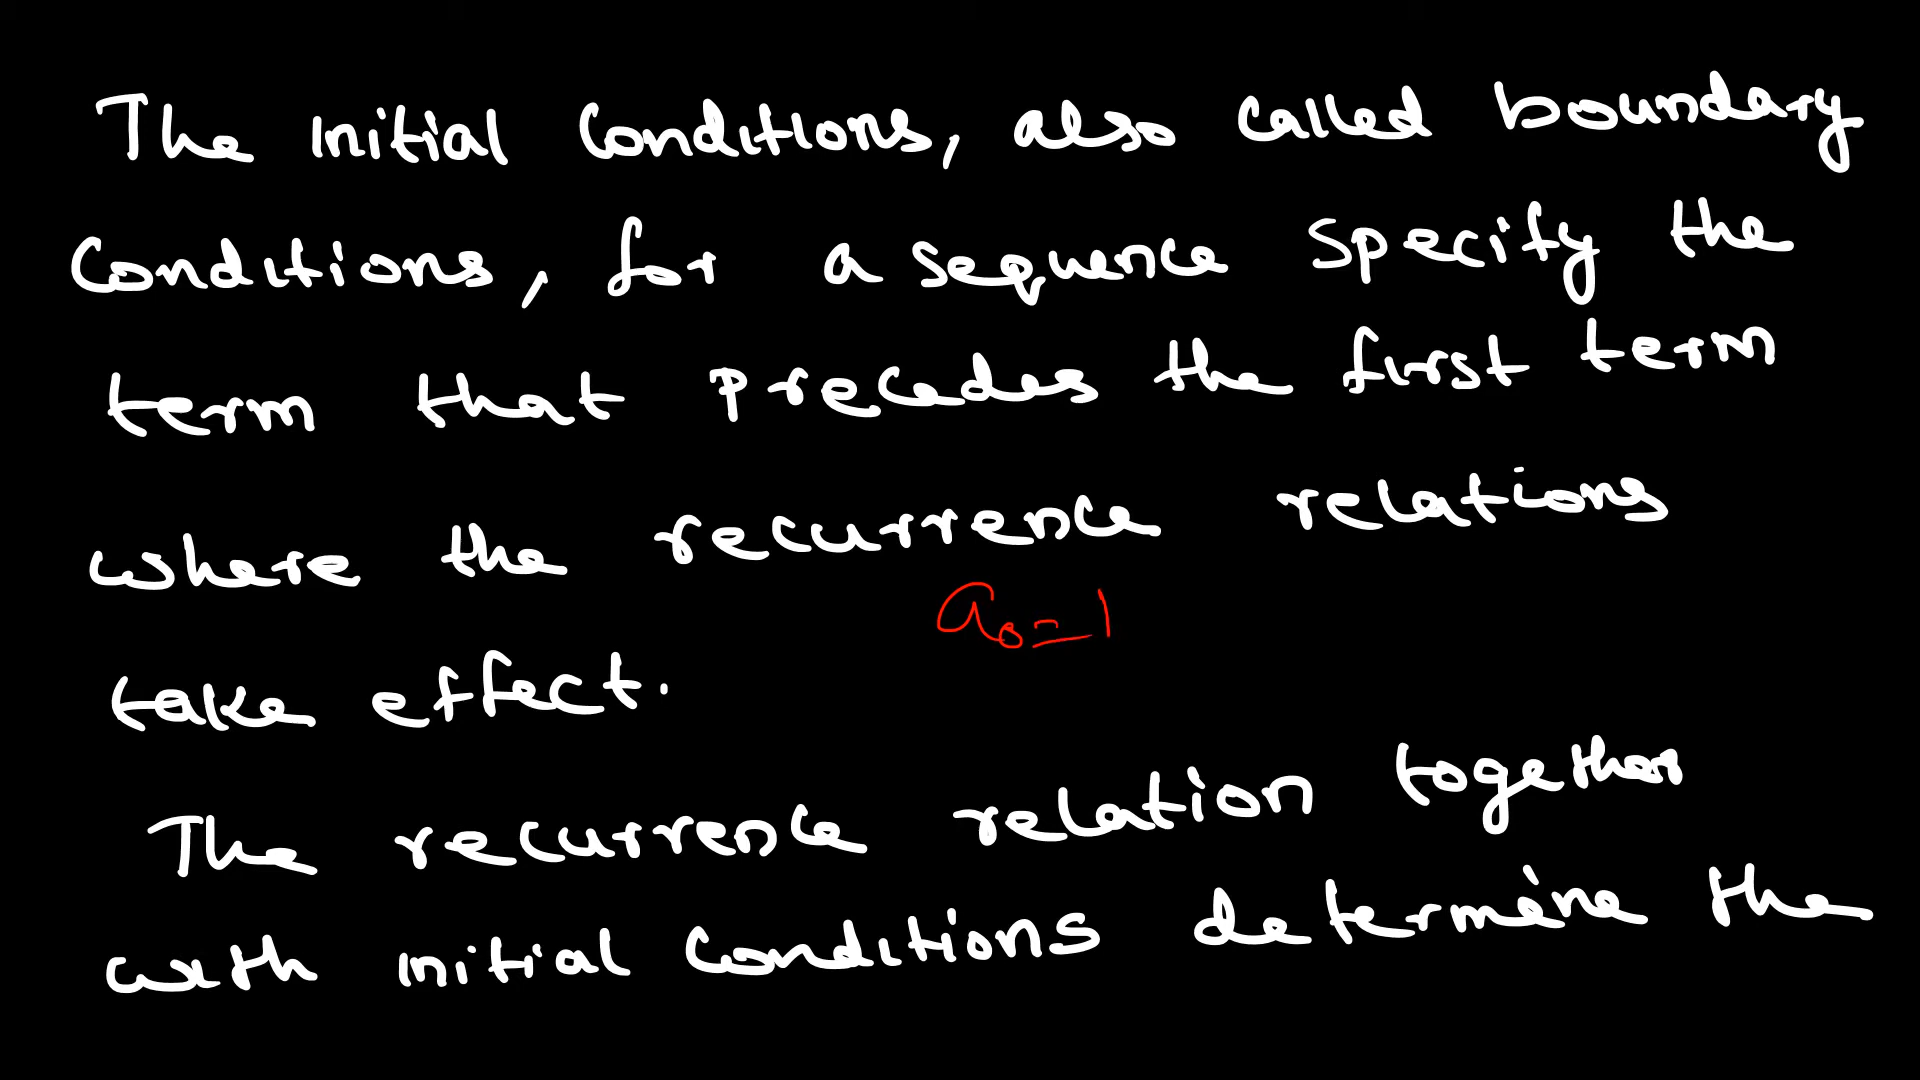 The initial Conditions, also called boundary
Conditions, for a sequence specify the
term that precedes the first term
where the recurrence relations
a₀=1
take effect.
The recurrence relation together
with initial Conditions determine the